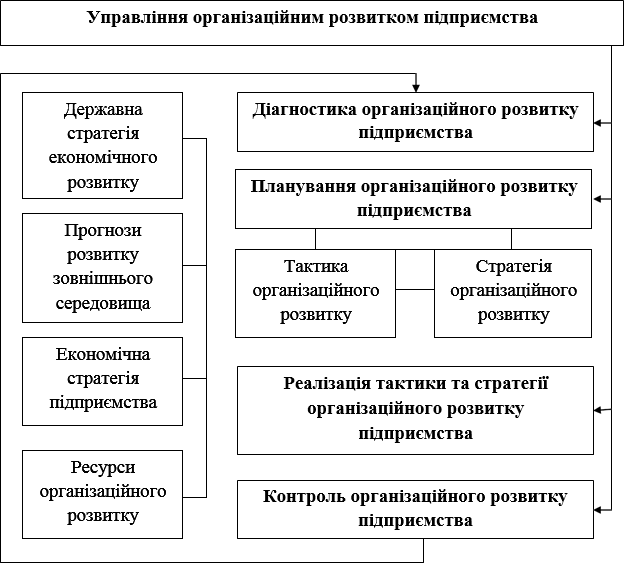 Управління організаційним розвитком підприємства
Державна
стратегія
економічного
розвитку
Прогнози
розвитку
зовнішнього
середовища
Економічна
стратегія
підприємства
Ресурси
організаційного
розвитку
Діагностика організаційного розвитку
підприємства
Планування організаційного розвитку
підприємства
Тактика
організаційного
розвитку
Стратегія
організаційного
розвитку
Реалізація тактики та стратегії
організаційного розвитку
підприємства
Контроль організаційного розвитку
підприємства